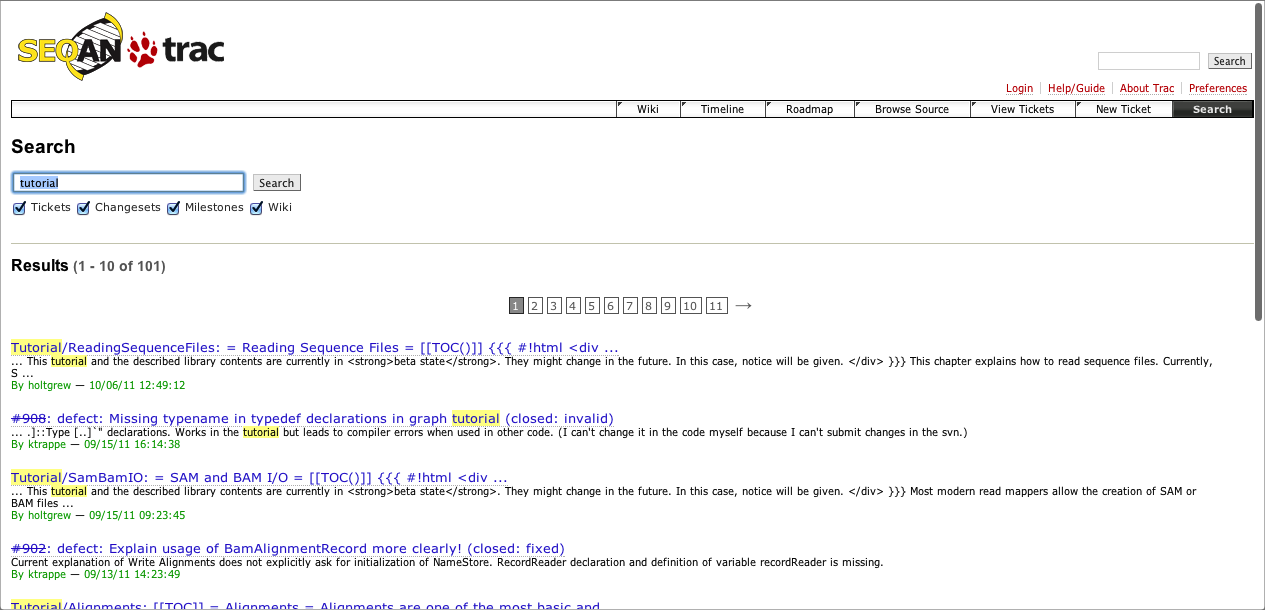 SEQAN trac
Search
Login Help/Guide About Trac Preferences
Wiki Timeline Roadmap Browse Source View Tickets New Ticket Search
Search
tutorial Search
Tickets Changesets Milestones Wiki
Results (1 - 10 of 101)
1 2 3 4 5 6 7 8 9 10 11 →
Tutorial/ReadingSequenceFiles: = Reading Sequence Files = [[TOC()]] {{{ #!html <div ...
... This tutorial and the described library contents are currently in <strong>beta state</strong>. They might change in the future. In this case, notice will be given. </div> }}} This chapter explains how to read sequence files. Currently,
S ...
By holtgrew — 10/06/11 12:49:12
#908: defect: Missing typename in typedef declarations in graph tutorial (closed: invalid)
... .]::Type [..]`" declarations. Works in the tutorial but leads to compiler errors when used in other code. (I can't change it in the code myself because I can't submit changes in the svn.)
By ktrappe — 09/15/11 16:14:38
Tutorial/SamBamIO: = SAM and BAM I/O = [[TOC()]] {{{ #!html <div ...
... This tutorial and the described library contents are currently in <strong>beta state</strong>. They might change in the future. In this case, notice will be given. </div> }}} Most modern read mappers allow the creation of SAM or
BAM files ...
By holtgrew — 09/15/11 09:23:45
#902: defect: Explain usage of BamAlignmentRecord more clearly! (closed: fixed)
Current explanation of Write Alignments does not explicitly ask for initialization of NameStore. RecordReader declaration and definition of variable recordReader is missing.
By ktrappe — 09/13/11 14:23:49
Tutorial/Alignments: [[TOC]] = Alignments = Alignments are one of the most basic and